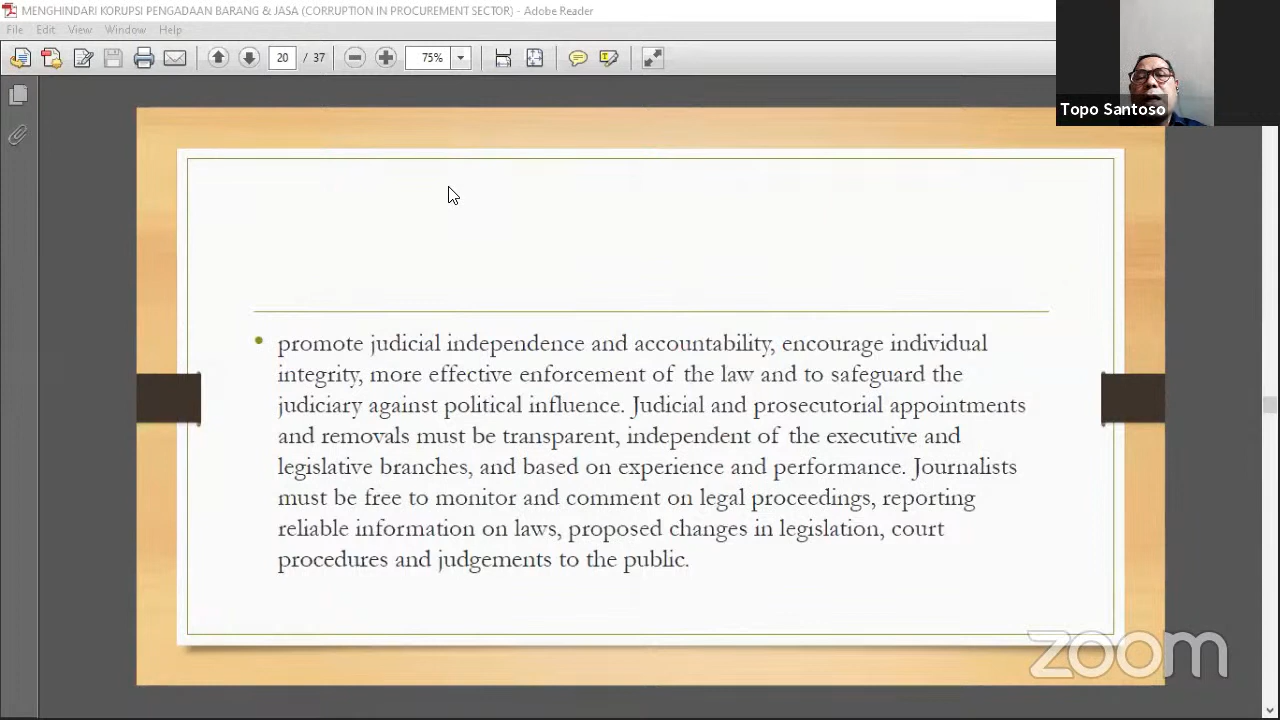 MENGHINDARI KORUPSI PENGADAAN BARANG & JASA (CORRUPTION IN PROCUREMENT SECTOR) - Adobe Reader
File Edit View Window Help
20 / 37 75%
Topo Santoso
• promote judicial independence and accountability, encourage individual
integrity, more effective enforcement of the law and to safeguard the
judiciary against political influence. Judicial and prosecutorial appointments
and removals must be transparent, independent of the executive and
legislative branches, and based on experience and performance. Journalists
must be free to monitor and comment on legal proceedings, reporting
reliable information on laws, proposed changes in legislation, court
procedures and judgements to the public.
zoom